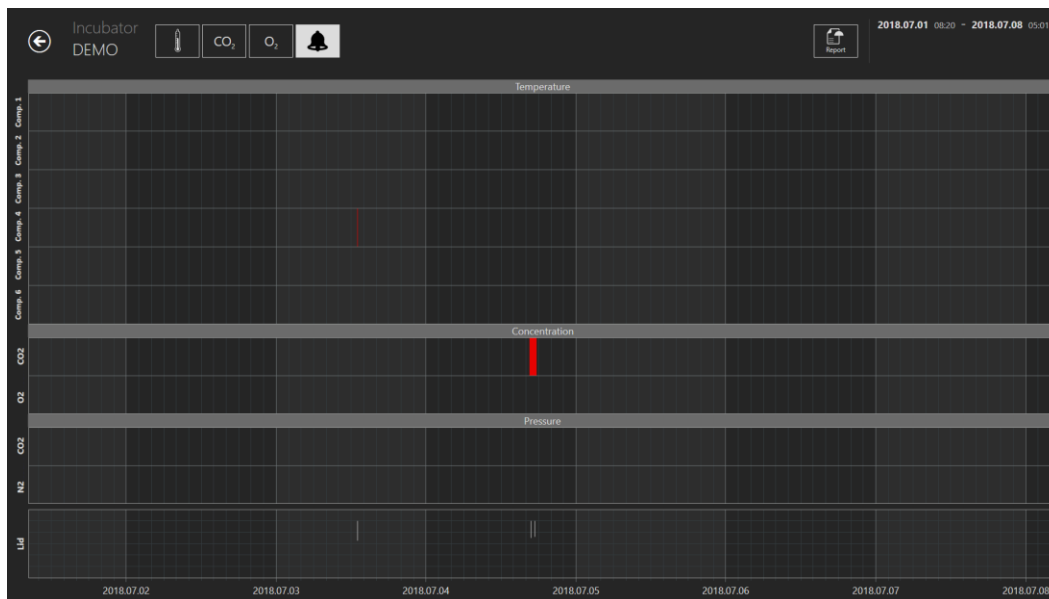 Incubator
DEMO
CO₂
O₂
Report
2018.07.01 08:20 - 2018.07.08 05:01
Temperature
Comp. 1
Comp. 2
Comp. 3
Comp. 4
Comp. 5
Comp. 6
Concentration
CO2
O2
Pressure
CO2
N2
Lid
2018.07.02
2018.07.03
2018.07.04
2018.07.05
2018.07.06
2018.07.07
2018.07.08